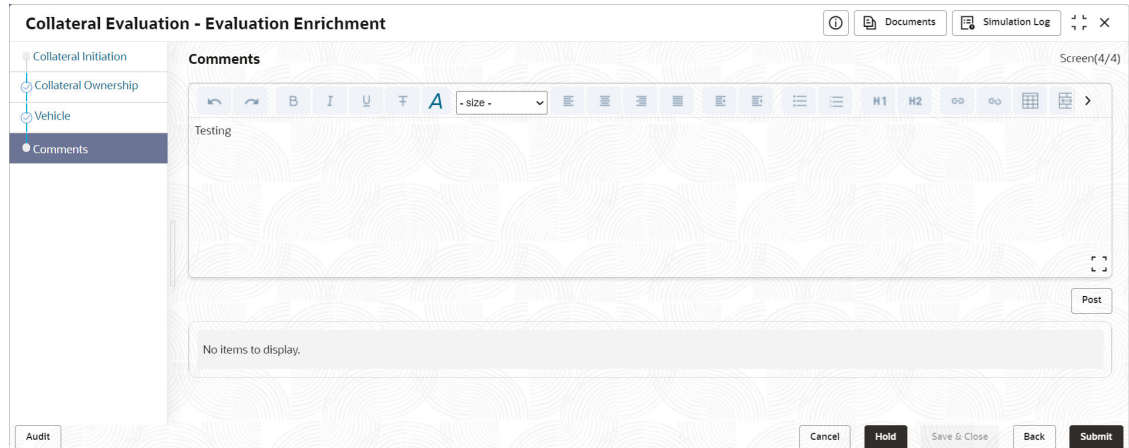 Collateral Evaluation - Evaluation Enrichment
Documents
Simulation Log
Collateral Initiation
Collateral Ownership
Vehicle
Comments
Comments
Screen(4/4)
B I U T A - size - H1 H2
Testing
Post
No items to display.
Audit
Cancel
Hold
Save & Close
Back
Submit